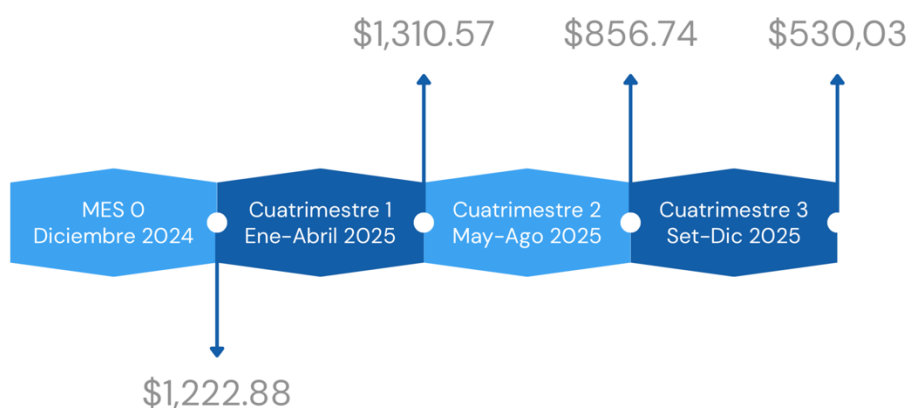 $1,310.57
$856.74
$530,03
MES 0
Diciembre 2024
Cuatrimestre 1
Ene-Abril 2025
Cuatrimestre 2
May-Ago 2025
Cuatrimestre 3
Set-Dic 2025
$1,222.88